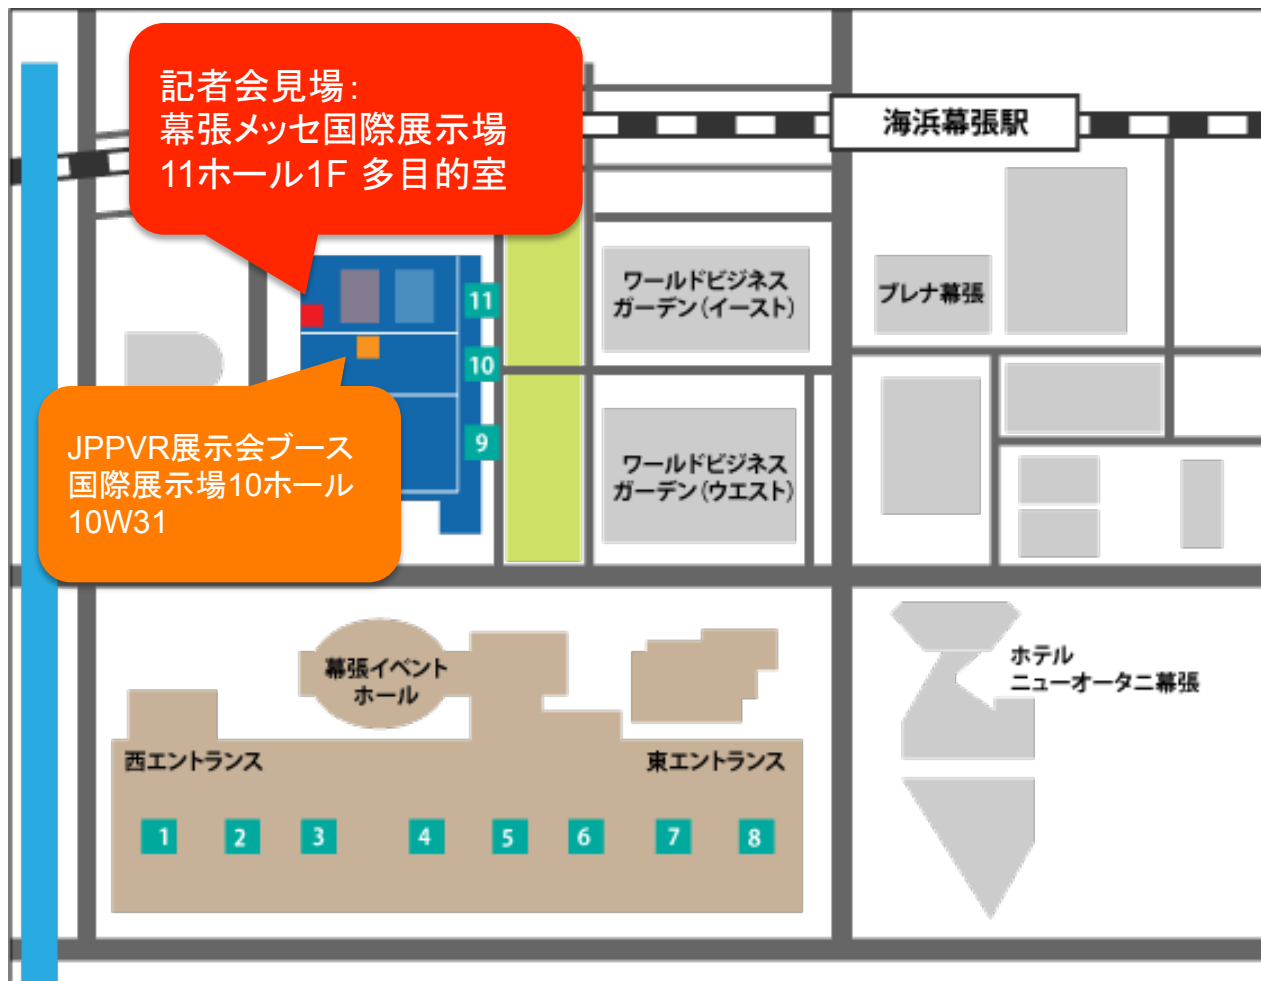 記者会見場：
幕張メッセ国際展示場
11ホール1F 多目的室
海浜幕張駅
ワールドビジネス
ガーデン（イースト）
プレナ幕張
11
10
9
JPPVR展示会ブース
国際展示場10ホール
10W31
ワールドビジネス
ガーデン（ウエスト）
幕張イベント
ホール
ホテル
ニューオータニ幕張
西エントランス
東エントランス
1
2
3
4
5
6
7
8